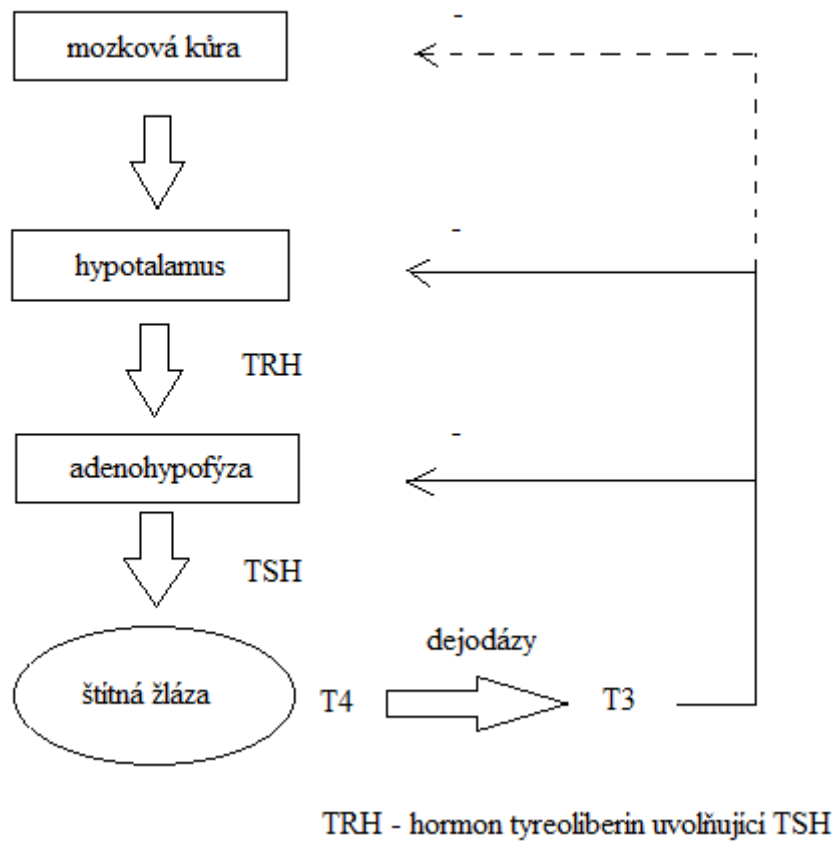 -
mozková kůra
-
hypotalamus
TRH
-
adenohypofýza
TSH
dejodázy
štítná žláza
T4
T3
TRH - hormon tyreoliberin uvolňující TSH